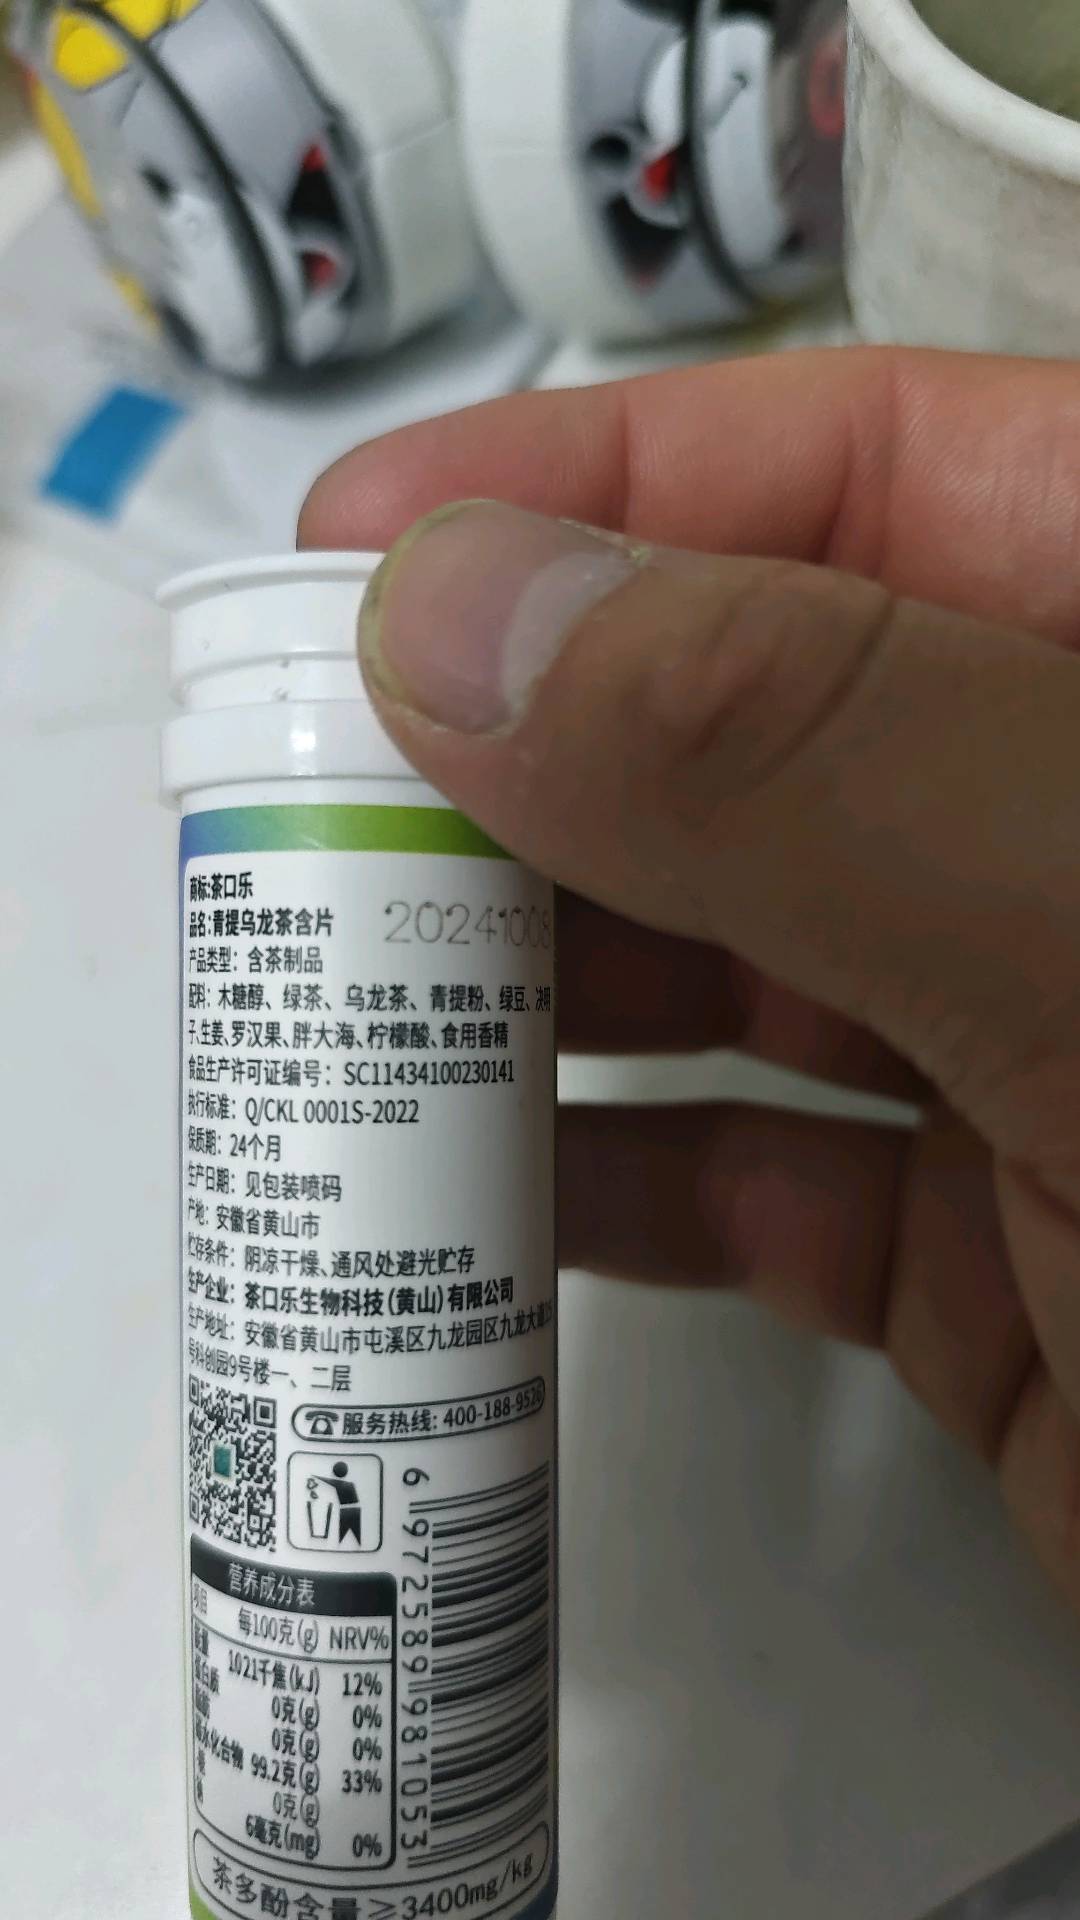 商标:茶口乐
品名:青提乌龙茶含片
20241008
产品类型：含茶制品
配料：木糖醇、绿茶、乌龙茶、青提粉、绿豆、决明
子、生姜、罗汉果、胖大海、柠檬酸、食用香精
食品生产许可证编号：SC11434100230141
执行标准：Q/CKL 0001S-2022
保质期：24个月
生产日期：见包装喷码
产地：安徽省黄山市
贮存条件：阴凉干燥、通风处避光贮存
生产企业：茶口乐生物科技(黄山)有限公司
生产地址：安徽省黄山市屯溪区九龙园区九龙大道
号科创园9号楼一、二层
服务热线: 400-188-9526
6 972589 981053
营养成分表
项目 每100克(g) NRV%
能量 1021千焦(kJ) 12%
蛋白质 0克(g) 0%
脂肪 0克(g) 0%
碳水化合物 99.2克(g) 33%
0克(g)
6毫克(mg) 0%
茶多酚含量≥3400mg/kg